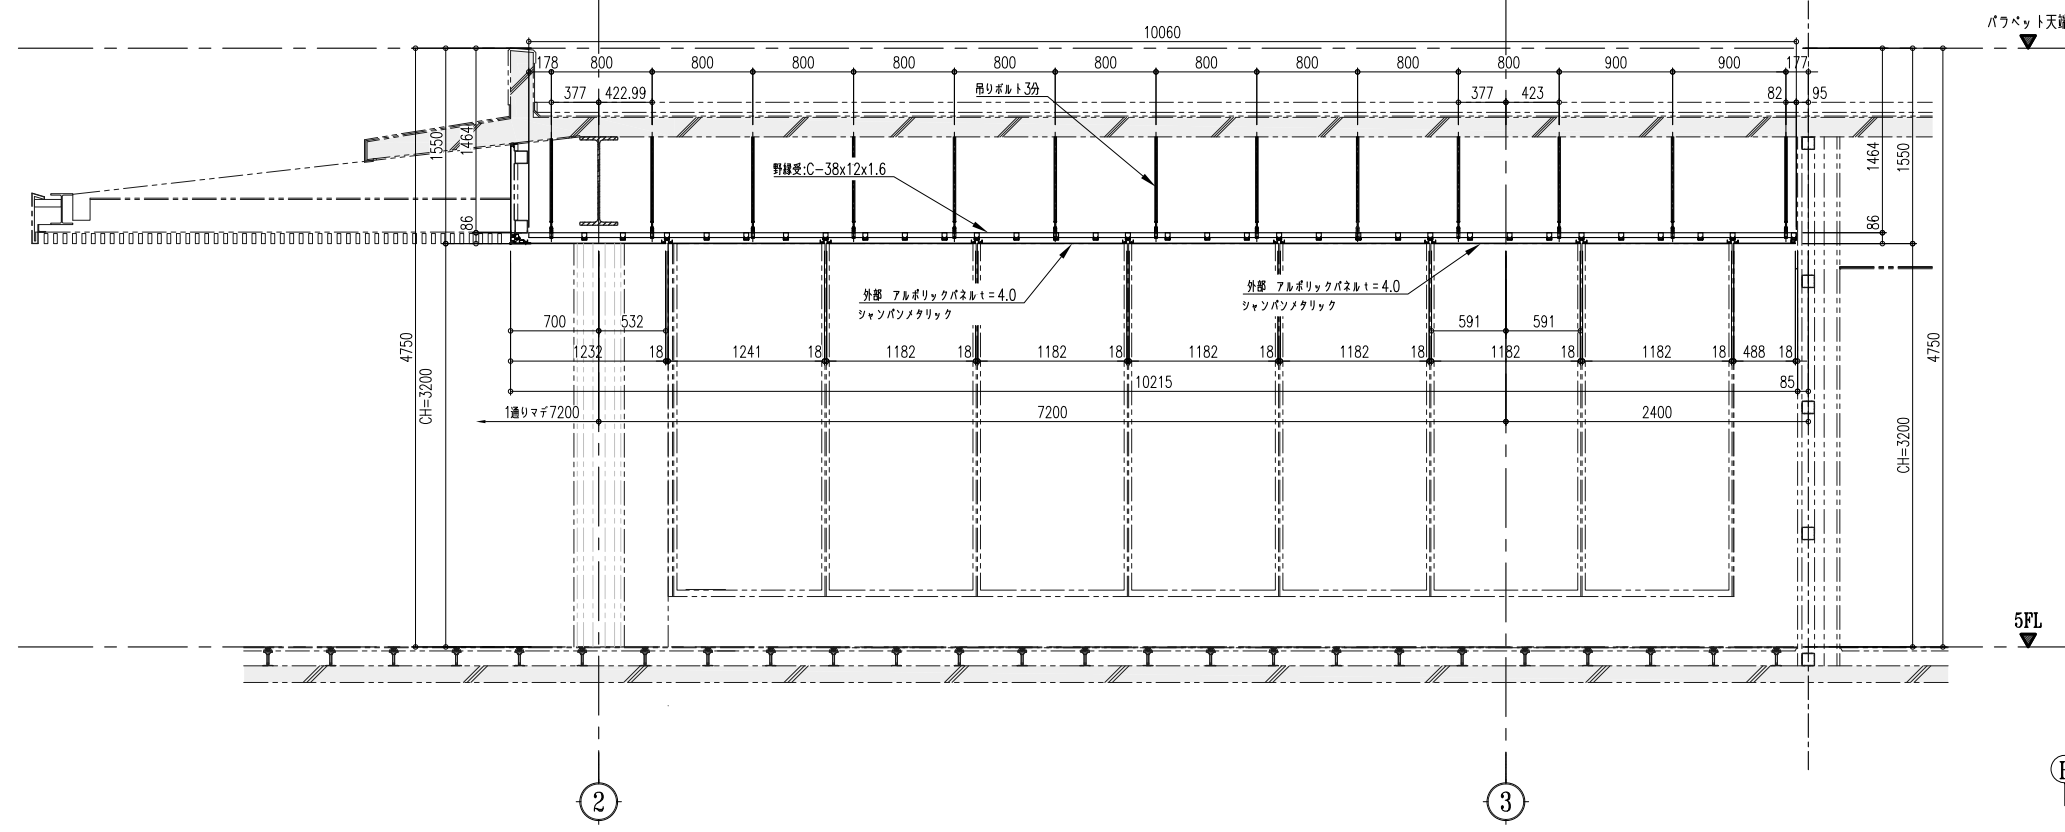 パラペット天端
10060
178 800 800 800 800 800 800 800 800 800 800 900 900 177
377 422.99 吊りボルト3分 377 423 82 95
1550 1464 1464 1550
野縁受:C-38x12x1.6
86 86
外部 アルポリックパネルt=4.0
シャンパンメタリック
外部 アルポリックパネルt=4.0
シャンパンメタリック
700 532 591 591
4750 4750
1232 18 1241 18 1182 18 1182 18 1182 18 1182 18 1182 18 1182 18 488 18
10215 85
CH=3200 CH=3200
1通りマデ7200 7200 2400
5FL
2 3